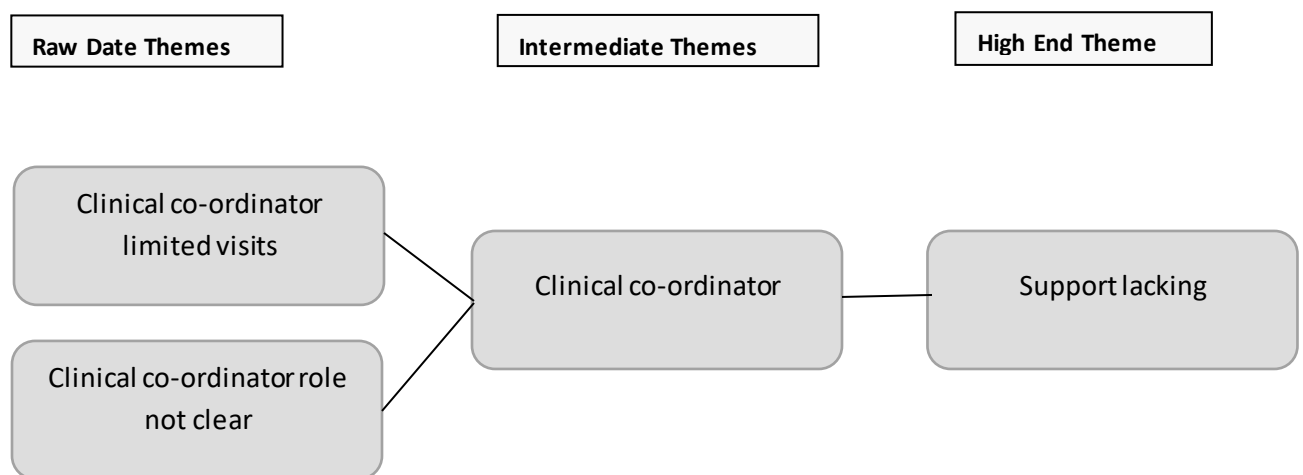 Raw Date Themes
Intermediate Themes
High End Theme
Clinical co-ordinator
limited visits
Clinical co-ordinator
Support lacking
Clinical co-ordinator role
not clear